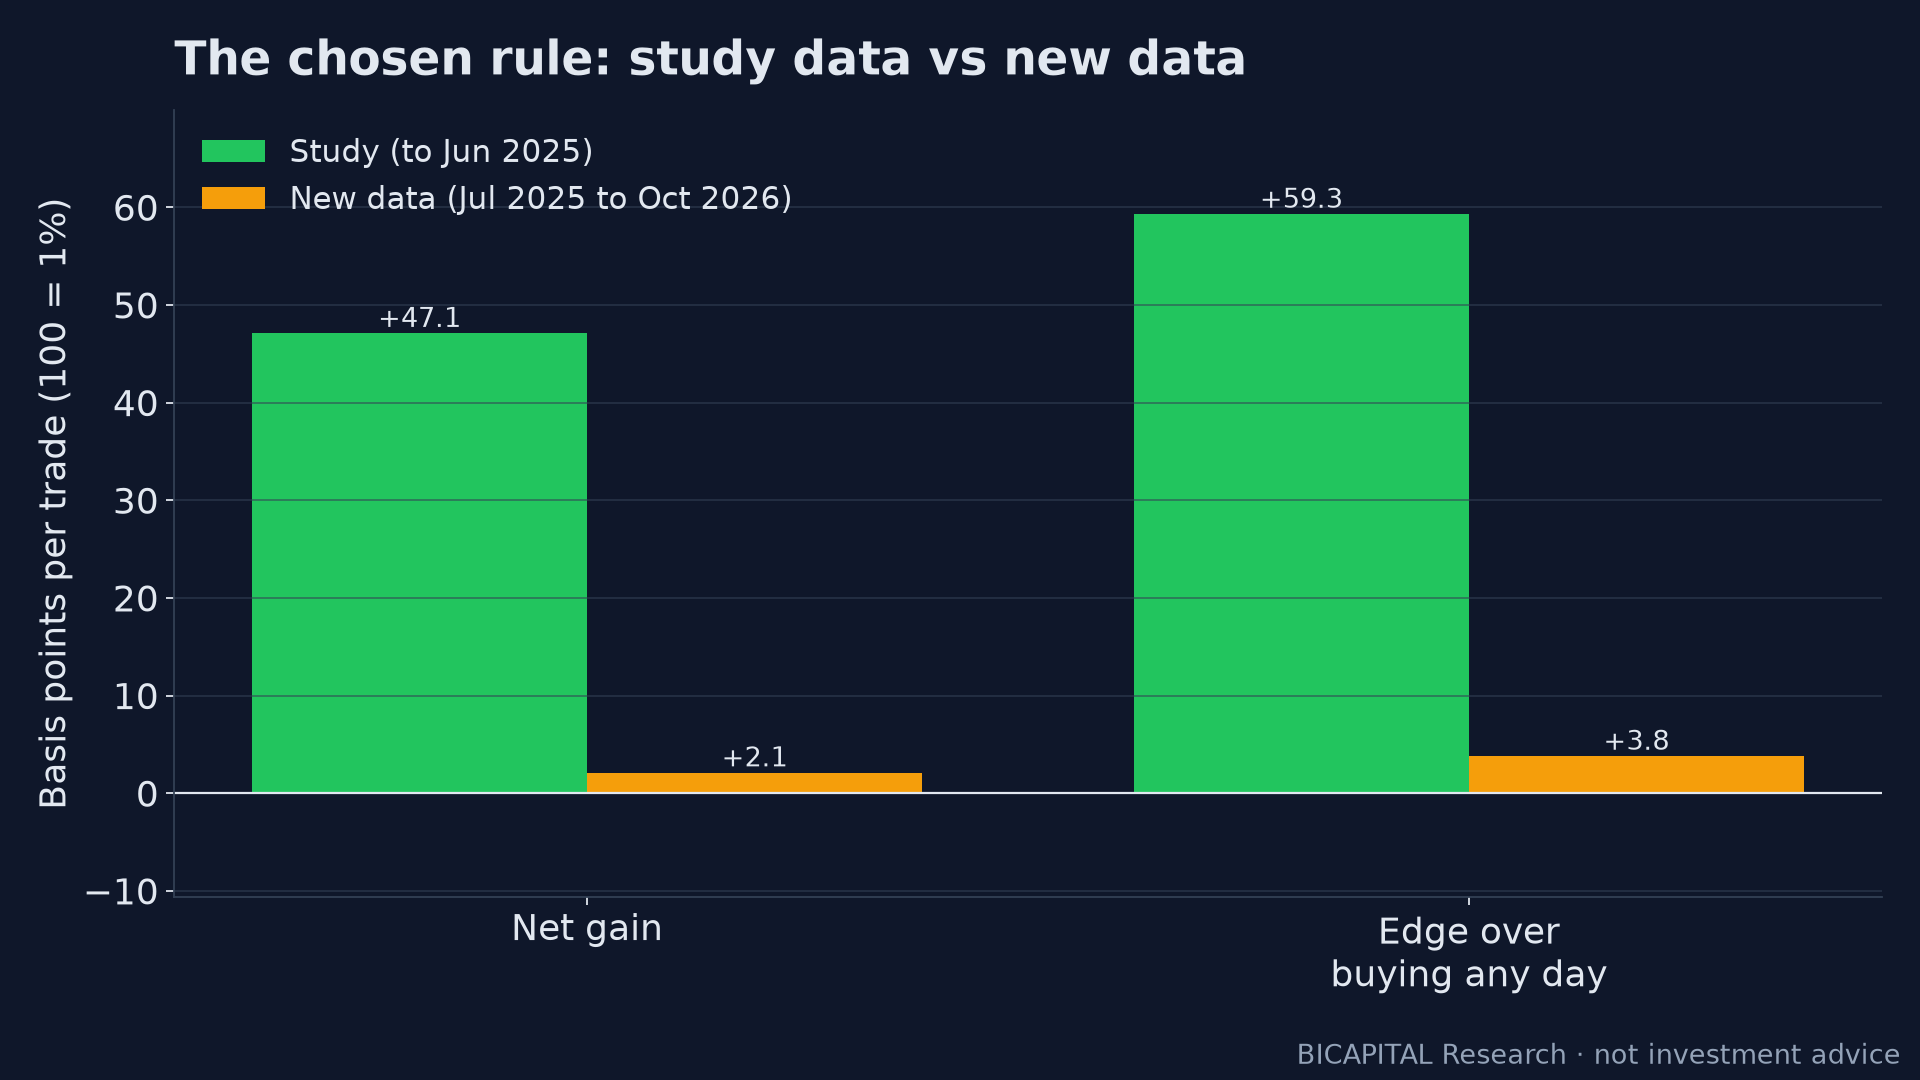 The chosen rule: study data vs new data
Study (to Jun 2025)
New data (Jul 2025 to Oct 2026)
Basis points per trade (100 = 1%)
60
50
40
30
20
10
0
−10
+47.1
+2.1
+59.3
+3.8
Net gain
Edge over
buying any day
BICAPITAL Research · not investment advice